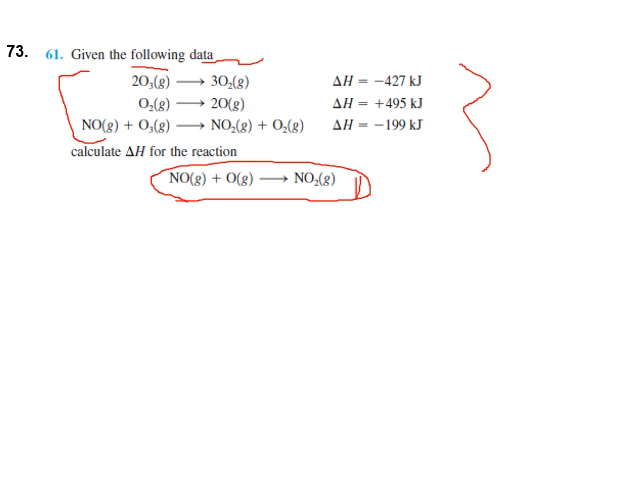 73. 61. Given the following data
2O₃(g) ⟶ 3O₂(g) ΔH = −427 kJ
O₂(g) ⟶ 2O(g) ΔH = +495 kJ
NO(g) + O₃(g) ⟶ NO₂(g) + O₂(g) ΔH = −199 kJ
calculate ΔH for the reaction
NO(g) + O(g) ⟶ NO₂(g)